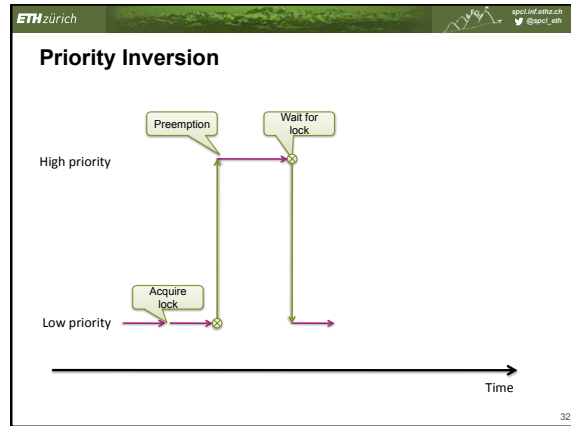 ETH zürich
spcl.inf.ethz.ch
@spcl_eth
Priority Inversion
Preemption
Wait for
lock
High priority
Acquire
lock
Low priority
Time
32